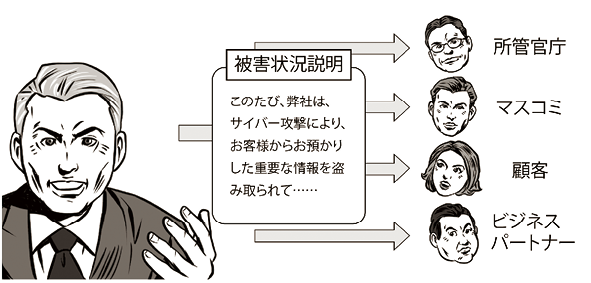 被害状況説明
このたび、弊社は、
サイバー攻撃により、
お客様からお預かり
した重要な情報を盗
み取られて……
所管官庁
マスコミ
顧客
ビジネス
パートナー